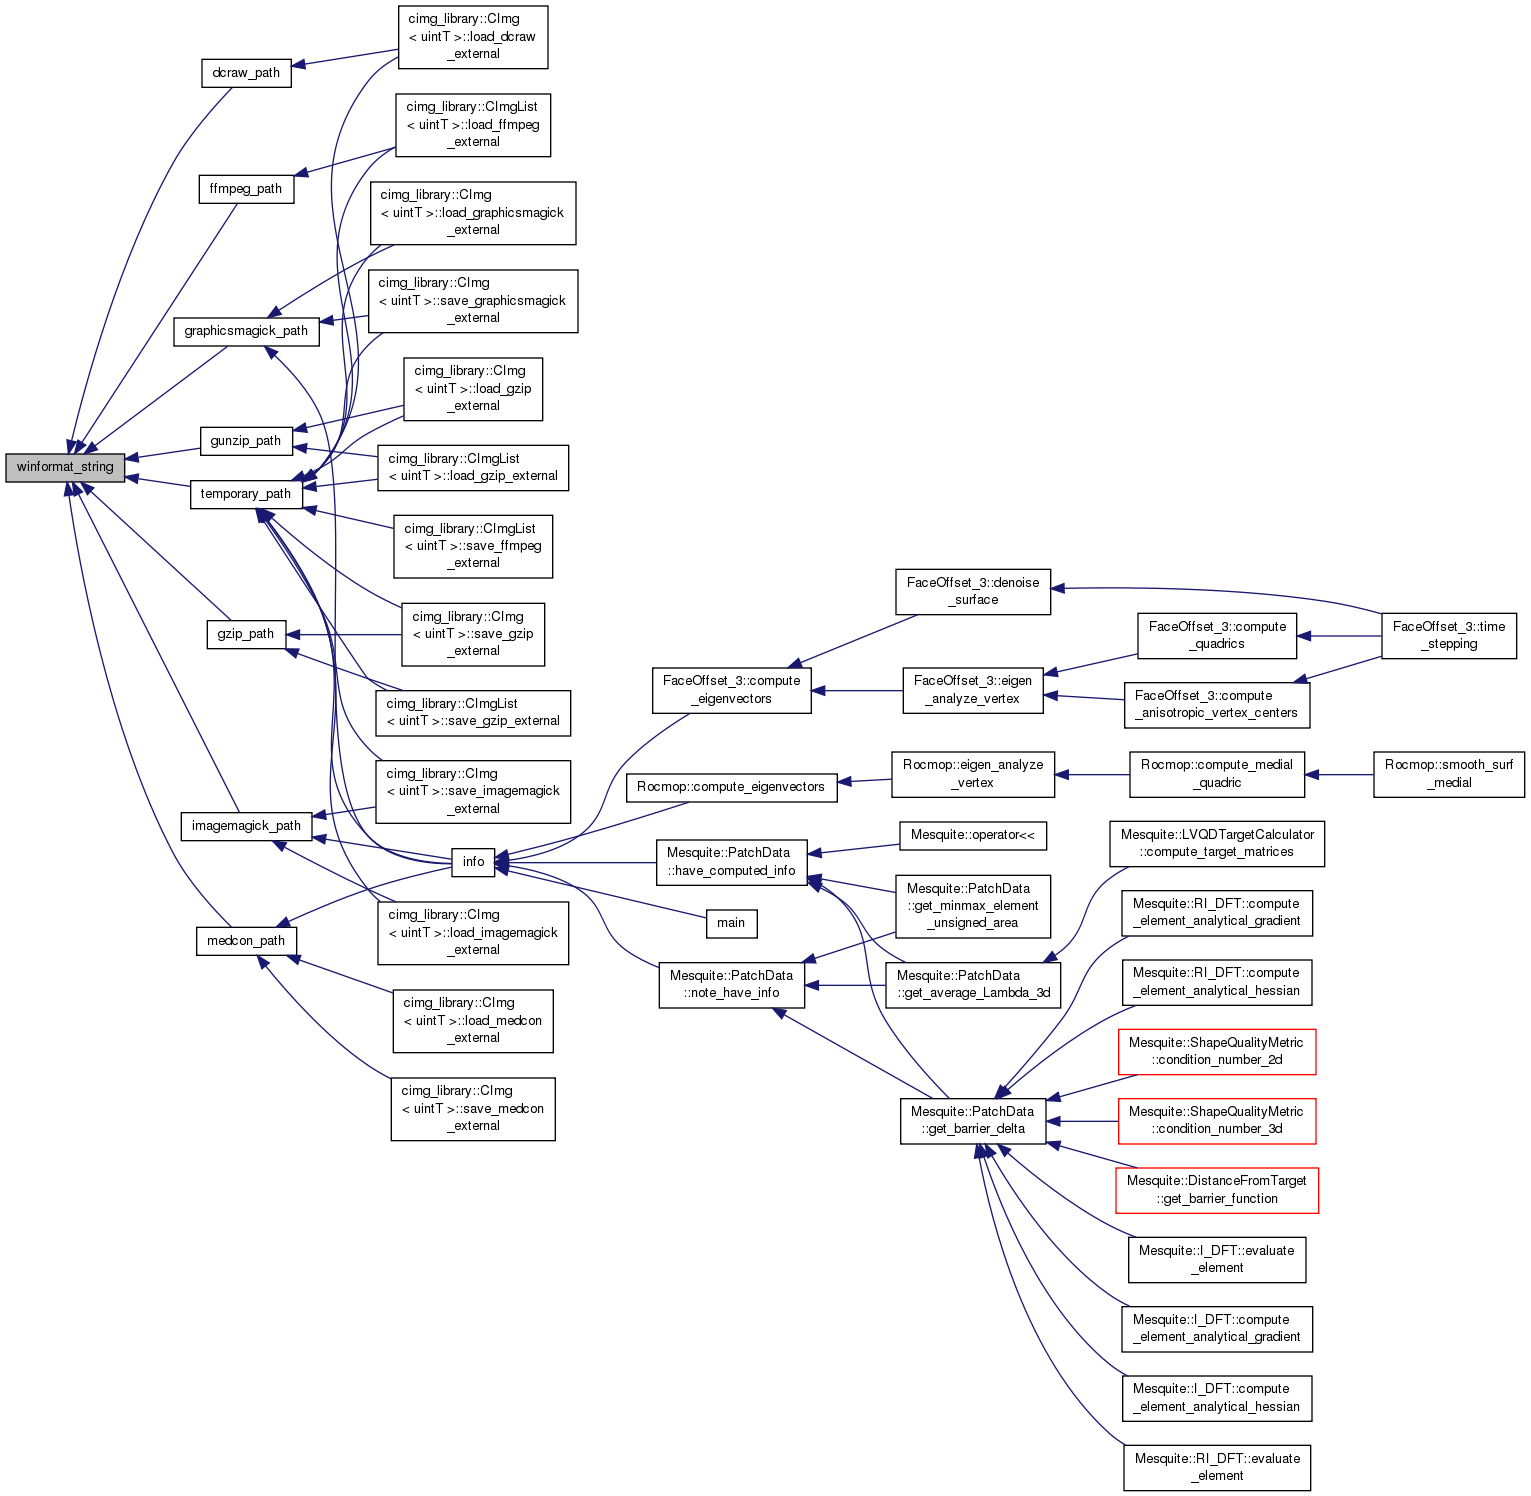 winformat_string
dcraw_path
ffmpeg_path
graphicsmagick_path
gunzip_path
temporary_path
gzip_path
imagemagick_path
medcon_path
cimg_library::CImg
< uintT >::load_dcraw
_external
cimg_library::CImgList
< uintT >::load_ffmpeg
_external
cimg_library::CImg
< uintT >::load_graphicsmagick
_external
cimg_library::CImg
< uintT >::save_graphicsmagick
_external
cimg_library::CImg
< uintT >::load_gzip
_external
cimg_library::CImgList
< uintT >::load_gzip_external
cimg_library::CImgList
< uintT >::save_ffmpeg
_external
cimg_library::CImg
< uintT >::save_gzip
_external
cimg_library::CImgList
< uintT >::save_gzip_external
cimg_library::CImg
< uintT >::save_imagemagick
_external
info
cimg_library::CImg
< uintT >::load_imagemagick
_external
cimg_library::CImg
< uintT >::load_medcon
_external
cimg_library::CImg
< uintT >::save_medcon
_external
FaceOffset_3::compute
_eigenvectors
Rocmop::compute_eigenvectors
Mesquite::PatchData
::have_computed_info
main
Mesquite::PatchData
::note_have_info
FaceOffset_3::denoise
_surface
FaceOffset_3::eigen
_analyze_vertex
Rocmop::eigen_analyze
_vertex
Mesquite::operator<<
Mesquite::PatchData
::get_minmax_element
_unsigned_area
Mesquite::PatchData
::get_average_Lambda_3d
Mesquite::PatchData
::get_barrier_delta
FaceOffset_3::compute
_quadrics
FaceOffset_3::compute
_anisotropic_vertex_centers
Rocmop::compute_medial
_quadric
Mesquite::LVQDTargetCalculator
::compute_target_matrices
Mesquite::RI_DFT::compute
_element_analytical_gradient
Mesquite::RI_DFT::compute
_element_analytical_hessian
Mesquite::ShapeQualityMetric
::condition_number_2d
Mesquite::ShapeQualityMetric
::condition_number_3d
Mesquite::DistanceFromTarget
::get_barrier_function
Mesquite::I_DFT::evaluate
_element
Mesquite::I_DFT::compute
_element_analytical_gradient
Mesquite::I_DFT::compute
_element_analytical_hessian
Mesquite::RI_DFT::evaluate
_element
FaceOffset_3::time
_stepping
Rocmop::smooth_surf
_medial